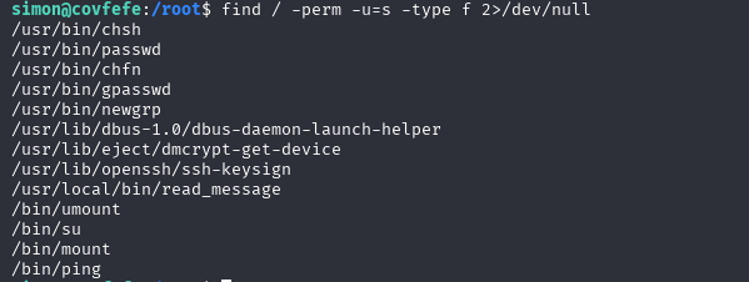 simon@covfefe:/root$ find / -perm -u=s -type f 2>/dev/null
/usr/bin/chsh
/usr/bin/passwd
/usr/bin/chfn
/usr/bin/gpasswd
/usr/bin/newgrp
/usr/lib/dbus-1.0/dbus-daemon-launch-helper
/usr/lib/eject/dmcrypt-get-device
/usr/lib/openssh/ssh-keysign
/usr/local/bin/read_message
/bin/umount
/bin/su
/bin/mount
/bin/ping